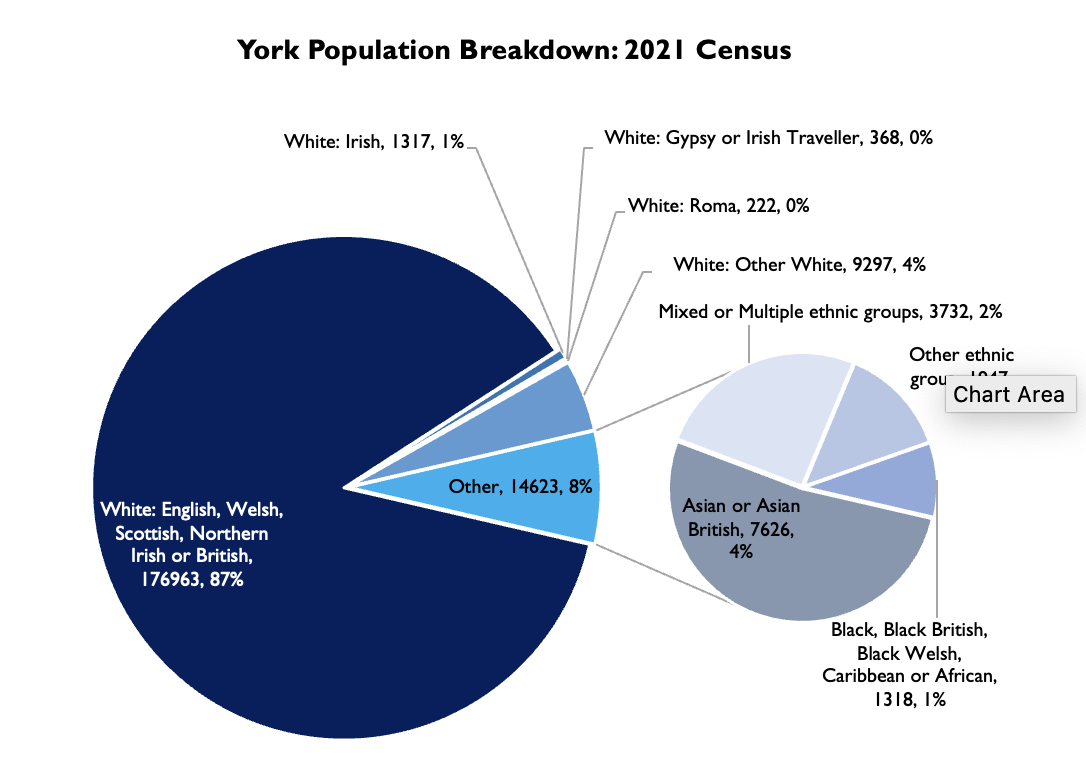 York Population Breakdown: 2021 Census
White: Irish, 1317, 1%
White: Gypsy or Irish Traveller, 368, 0%
White: Roma, 222, 0%
White: Other White, 9297, 4%
Mixed or Multiple ethnic groups, 3732, 2%
Other ethnic
Chart Area
Other, 14623, 8%
White: English, Welsh,
Scottish, Northern
Irish or British,
176963, 87%
Asian or Asian
British, 7626,
4%
Black, Black British,
Black Welsh,
Caribbean or African,
1318, 1%